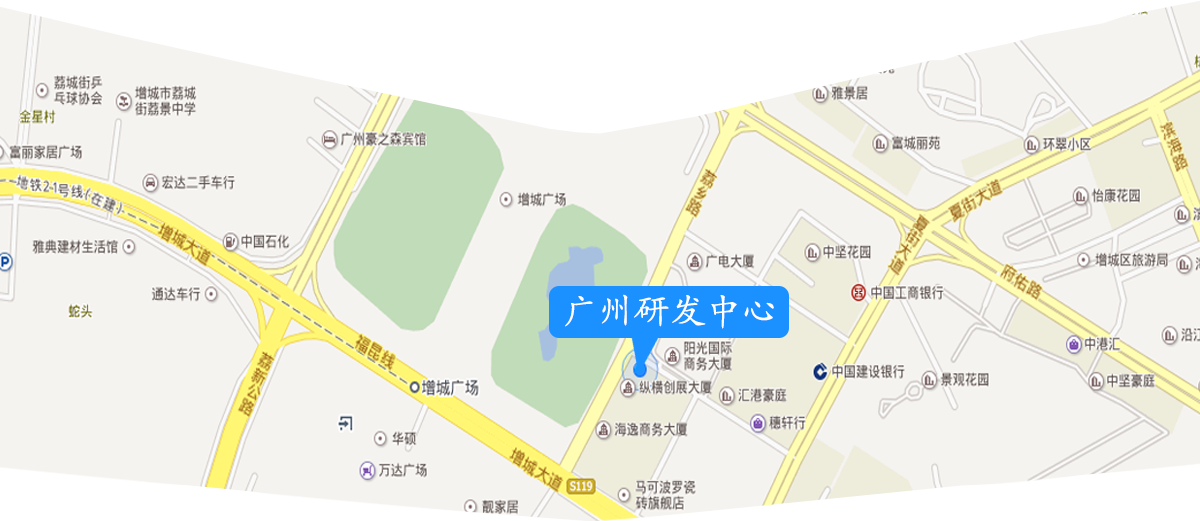 荔城街乒
乓球协会
增城市荔城
街荔景中学
金星村
富丽家居广场
广州豪之森宾馆
雅景居
富城丽苑
环翠小区
滨海路
宏达二手车行
地铁21号线(在建)
增城广场
荔乡路
夏街大道
怡康花园
增城大道
中国石化
雅典建材生活馆
夏街大道
广电大厦
中坚花园
增城区旅游局
P
通达车行
中国工商银行
府佑路
蛇头
广州研发中心
福昆线
阳光国际
商务大厦
中港汇
沿江
荔新公路
增城广场
纵横创展大厦
中国建设银行
景观花园
中坚豪庭
汇港豪庭
华硕
海逸商务大厦
穗轩行
万达广场
增城大道
S119
马可波罗瓷
砖旗舰店
靓家居